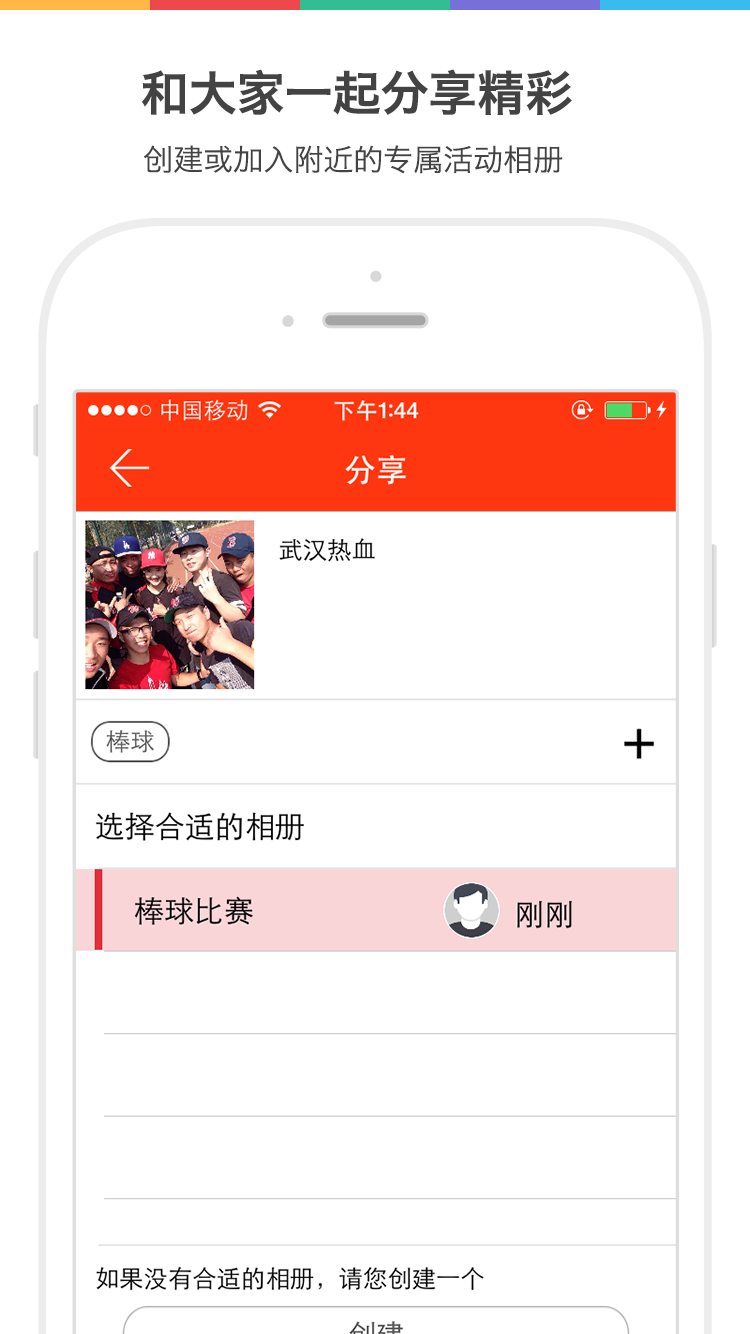 和大家一起分享精彩
创建或加入附近的专属活动相册
中国移动 下午1:44
分享
武汉热血
棒球
选择合适的相册
棒球比赛 刚刚
如果没有合适的相册，请您创建一个
创建